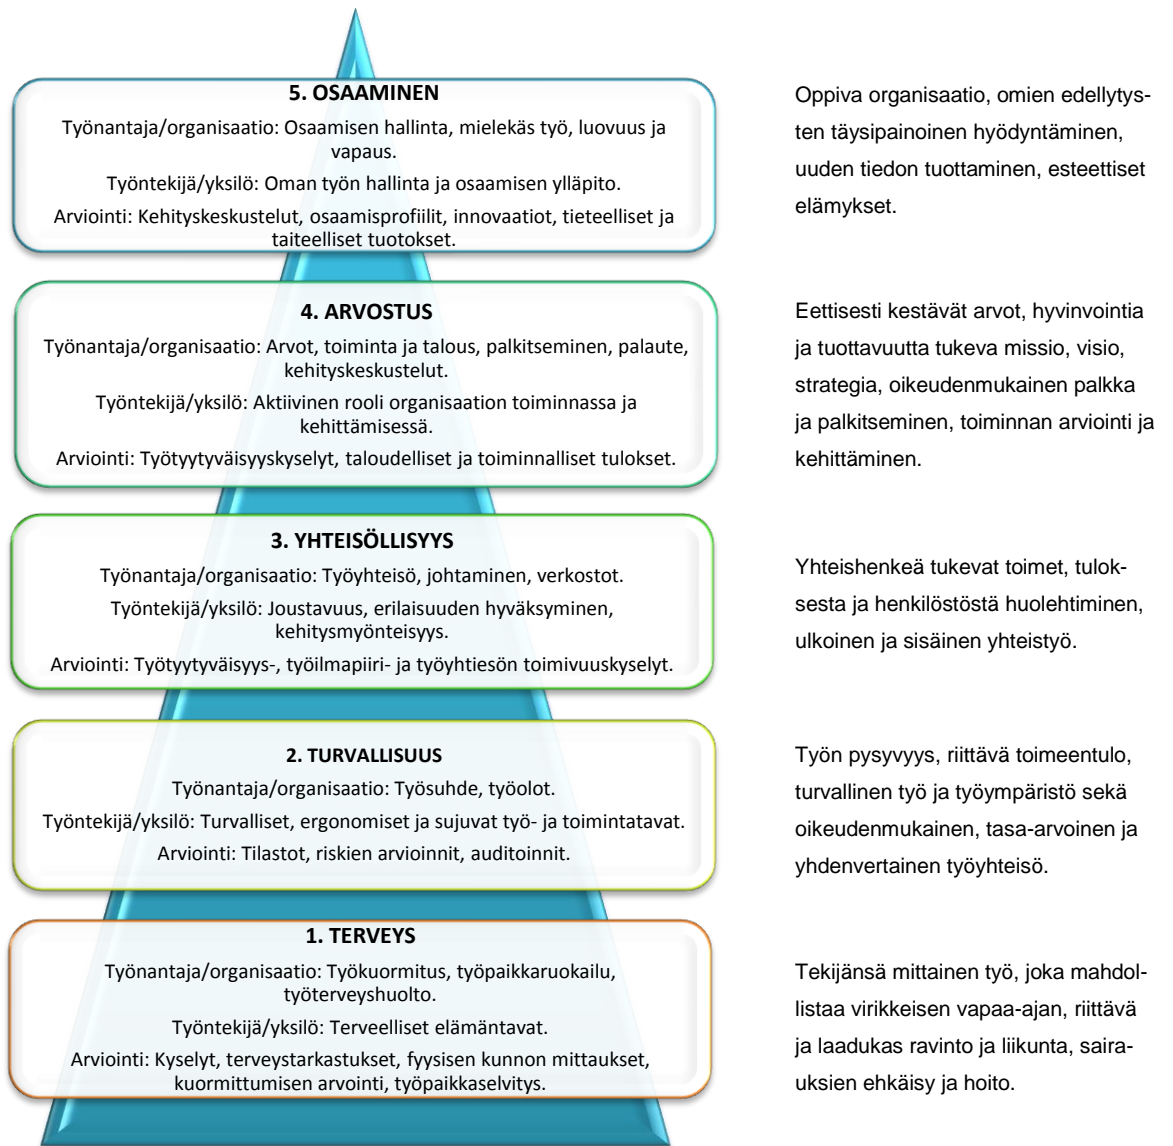 5. OSAAMINEN
Työnantaja/organisaatio: Osaamisen hallinta, mielekäs työ, luovuus ja
vapaus.
Työntekijä/yksilö: Oman työn hallinta ja osaamisen ylläpito.
Arviointi: Kehityskeskustelut, osaamisprofiilit, innovaatiot, tieteelliset ja
taiteelliset tuotokset.
Oppiva organisaatio, omien edellytys-
ten täysipainoinen hyödyntäminen,
uuden tiedon tuottaminen, esteettiset
elämykset.
4. ARVOSTUS
Työnantaja/organisaatio: Arvot, toiminta ja talous, palkitseminen, palaute,
kehityskeskustelut.
Työntekijä/yksilö: Aktiivinen rooli organisaation toiminnassa ja
kehittämisessä.
Arviointi: Työtyytyväisyyskyselyt, taloudelliset ja toiminnalliset tulokset.
Eettisesti kestävät arvot, hyvinvointia
ja tuottavuutta tukeva missio, visio,
strategia, oikeudenmukainen palkka
ja palkitseminen, toiminnan arviointi ja
kehittäminen.
3. YHTEISÖLLISYYS
Työnantaja/organisaatio: Työyhteisö, johtaminen, verkostot.
Työntekijä/yksilö: Joustavuus, erilaisuuden hyväksyminen,
kehitysmyönteisyys.
Arviointi: Työtyytyväisyys-, työilmapiiri- ja työyhtiesön toimivuuskyselyt.
Yhteishenkeä tukevat toimet, tulok-
sesta ja henkilöstöstä huolehtiminen,
ulkoinen ja sisäinen yhteistyö.
2. TURVALLISUUS
Työnantaja/organisaatio: Työsuhde, työolot.
Työntekijä/yksilö: Turvalliset, ergonomiset ja sujuvat työ- ja toimintatavat.
Arviointi: Tilastot, riskien arvioinnit, auditoinnit.
Työn pysyvyys, riittävä toimeentulo,
turvallinen työ ja työympäristö sekä
oikeudenmukainen, tasa-arvoinen ja
yhdenvertainen työyhteisö.
1. TERVEYS
Työnantaja/organisaatio: Työkuormitus, työpaikkaruokailu,
työterveyshuolto.
Työntekijä/yksilö: Terveelliset elämäntavat.
Arviointi: Kyselyt, terveystarkastukset, fyysisen kunnon mittaukset,
kuormittumisen arvointi, työpaikkaselvitys.
Tekijänsä mittainen työ, joka mahdol-
listaa virikkeisen vapaa-ajan, riittävä
ja laadukas ravinto ja liikunta, saira-
uksien ehkäisy ja hoito.